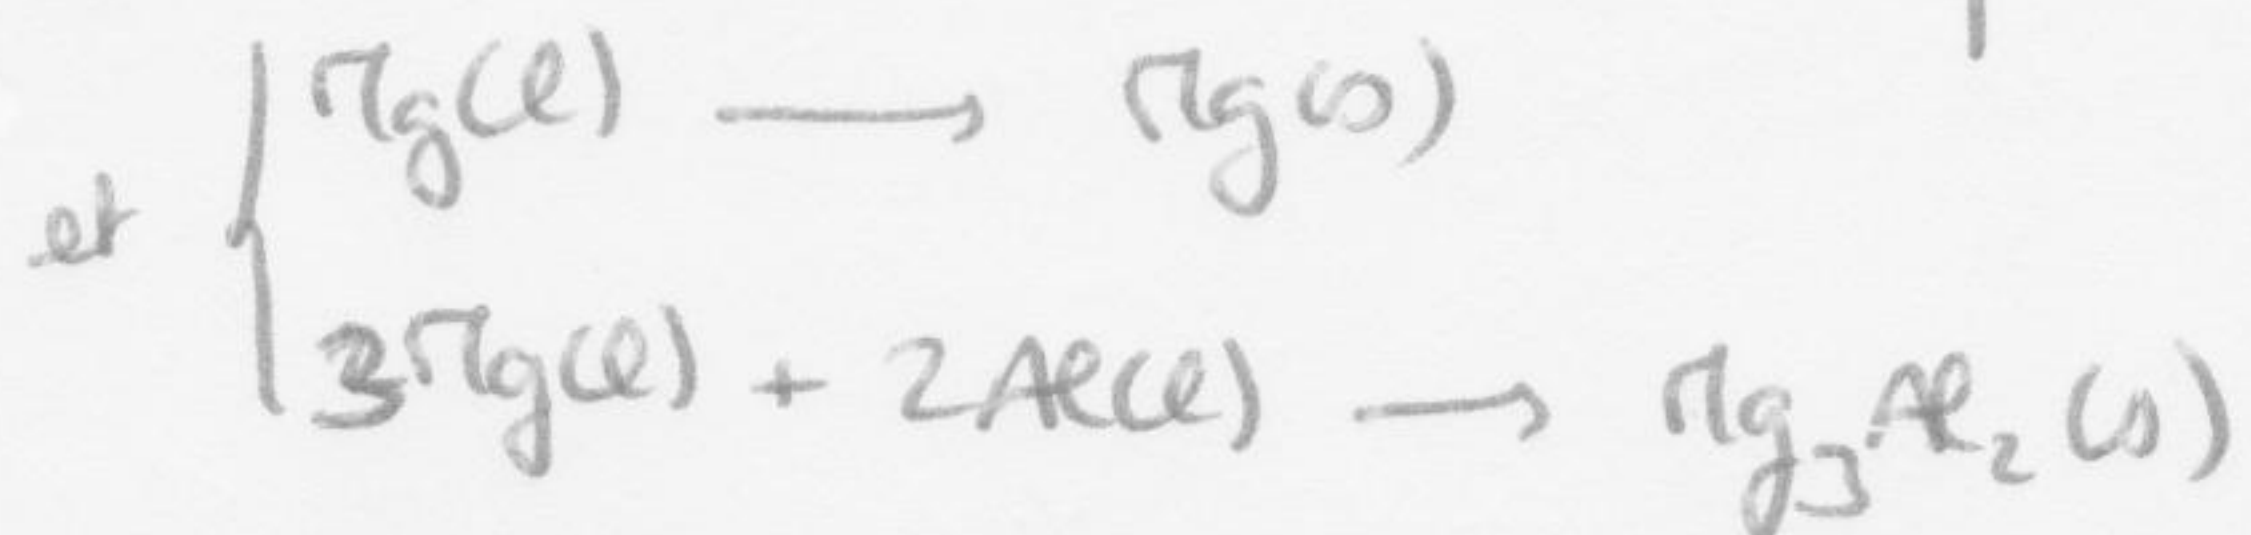 Mg(l) → Mg(s)
et {
3Mg(l) + 2Al(l) → Mg₃Al₂(s)